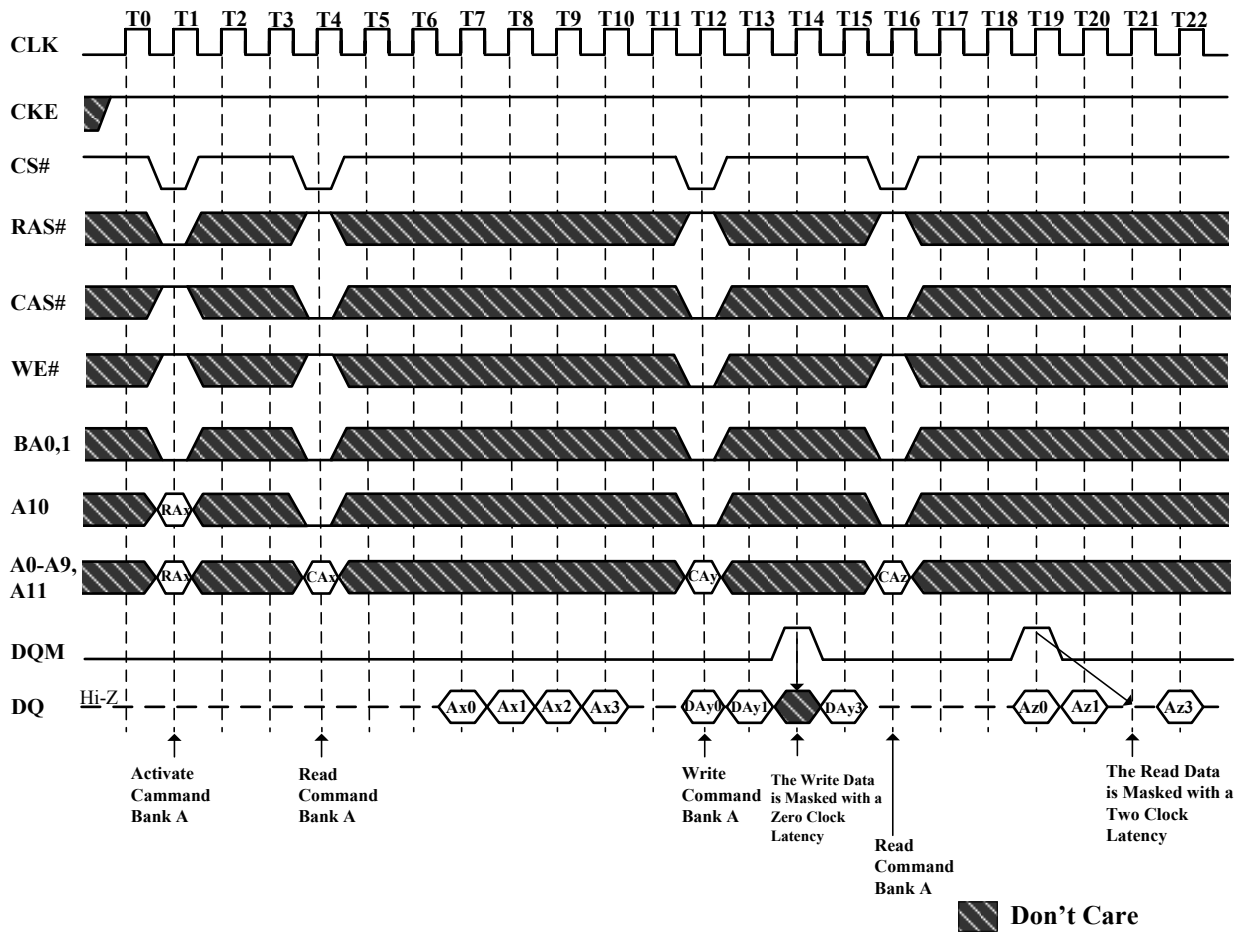 T0 T1 T2 T3 T4 T5 T6 T7 T8 T9 T10 T11 T12 T13 T14 T15 T16 T17 T18 T19 T20 T21 T22
CLK
CKE
CS#
RAS#
CAS#
WE#
BA0,1
A10 RAx
A0-A9,
A11
RAx CAx CAy CAz
DQM
DQ Hi-Z Ax0 Ax1 Ax2 Ax3 DAy0 DAy1 DAy3 Az0 Az1 Az3
Activate
Cammand
Bank A
Read
Command
Bank A
Write
Command
Bank A
The Write Data
is Masked with a
Zero Clock
Latency
Read
Command
Bank A
The Read Data
is Masked with a
Two Clock
Latency
Don't Care